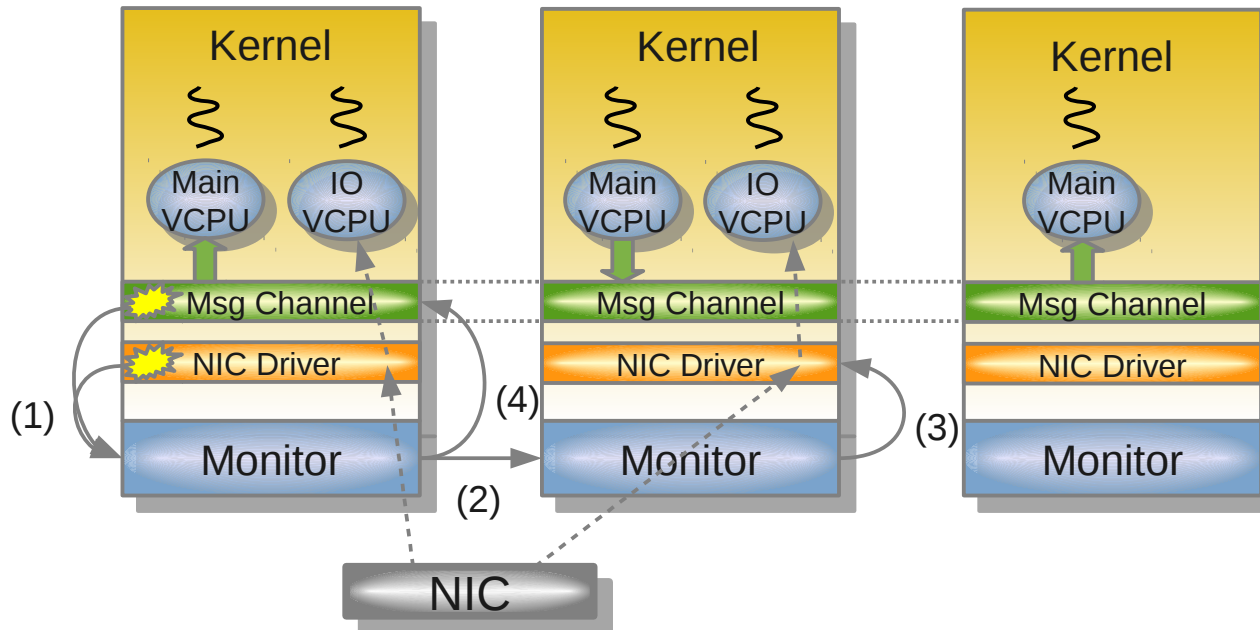 Kernel
Main
VCPU
IO
VCPU
Msg Channel
NIC Driver
Monitor
(1)
(4)
(2)
Kernel
Main
VCPU
IO
VCPU
Msg Channel
NIC Driver
Monitor
(3)
Kernel
Main
VCPU
Msg Channel
NIC Driver
Monitor
NIC